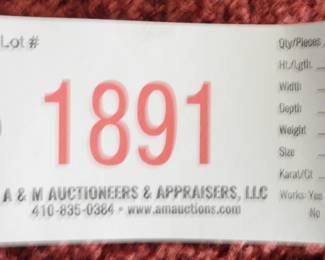 Lot #
1891
A & M AUCTIONEERS & APPRAISERS, LLC
410-835-0384 • www.amauctions.com
Qty/Pieces
Ht./Lgth.
Width
Depth
Weight
Size
Karat/Ct
Works: Yes
No